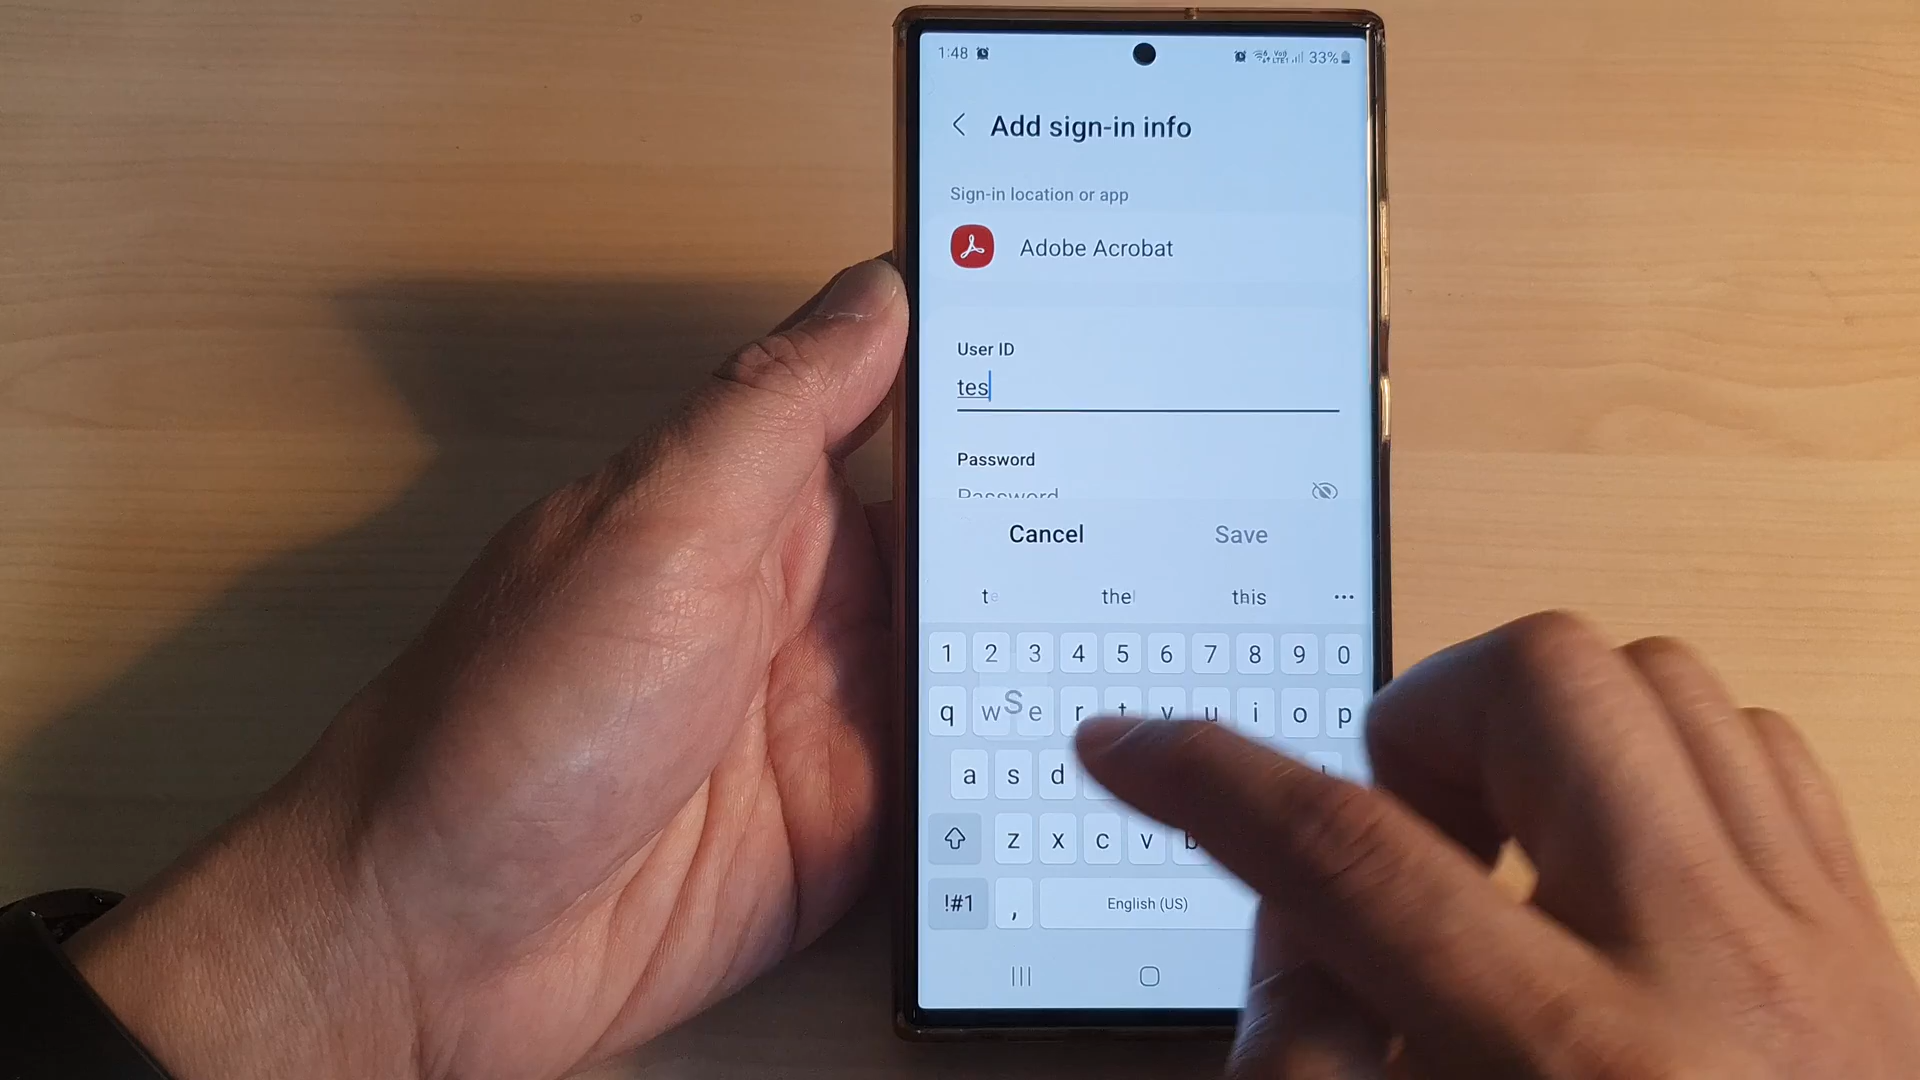 1:48 33%
Add sign-in info
Sign-in location or app
Adobe Acrobat
User ID
tes
Password
Password
Cancel Save
the this ...
1 2 3 4 5 6 7 8 9 0
S
q w e r t y u i o p
a s d
z x c v b
!#1 , English (US)